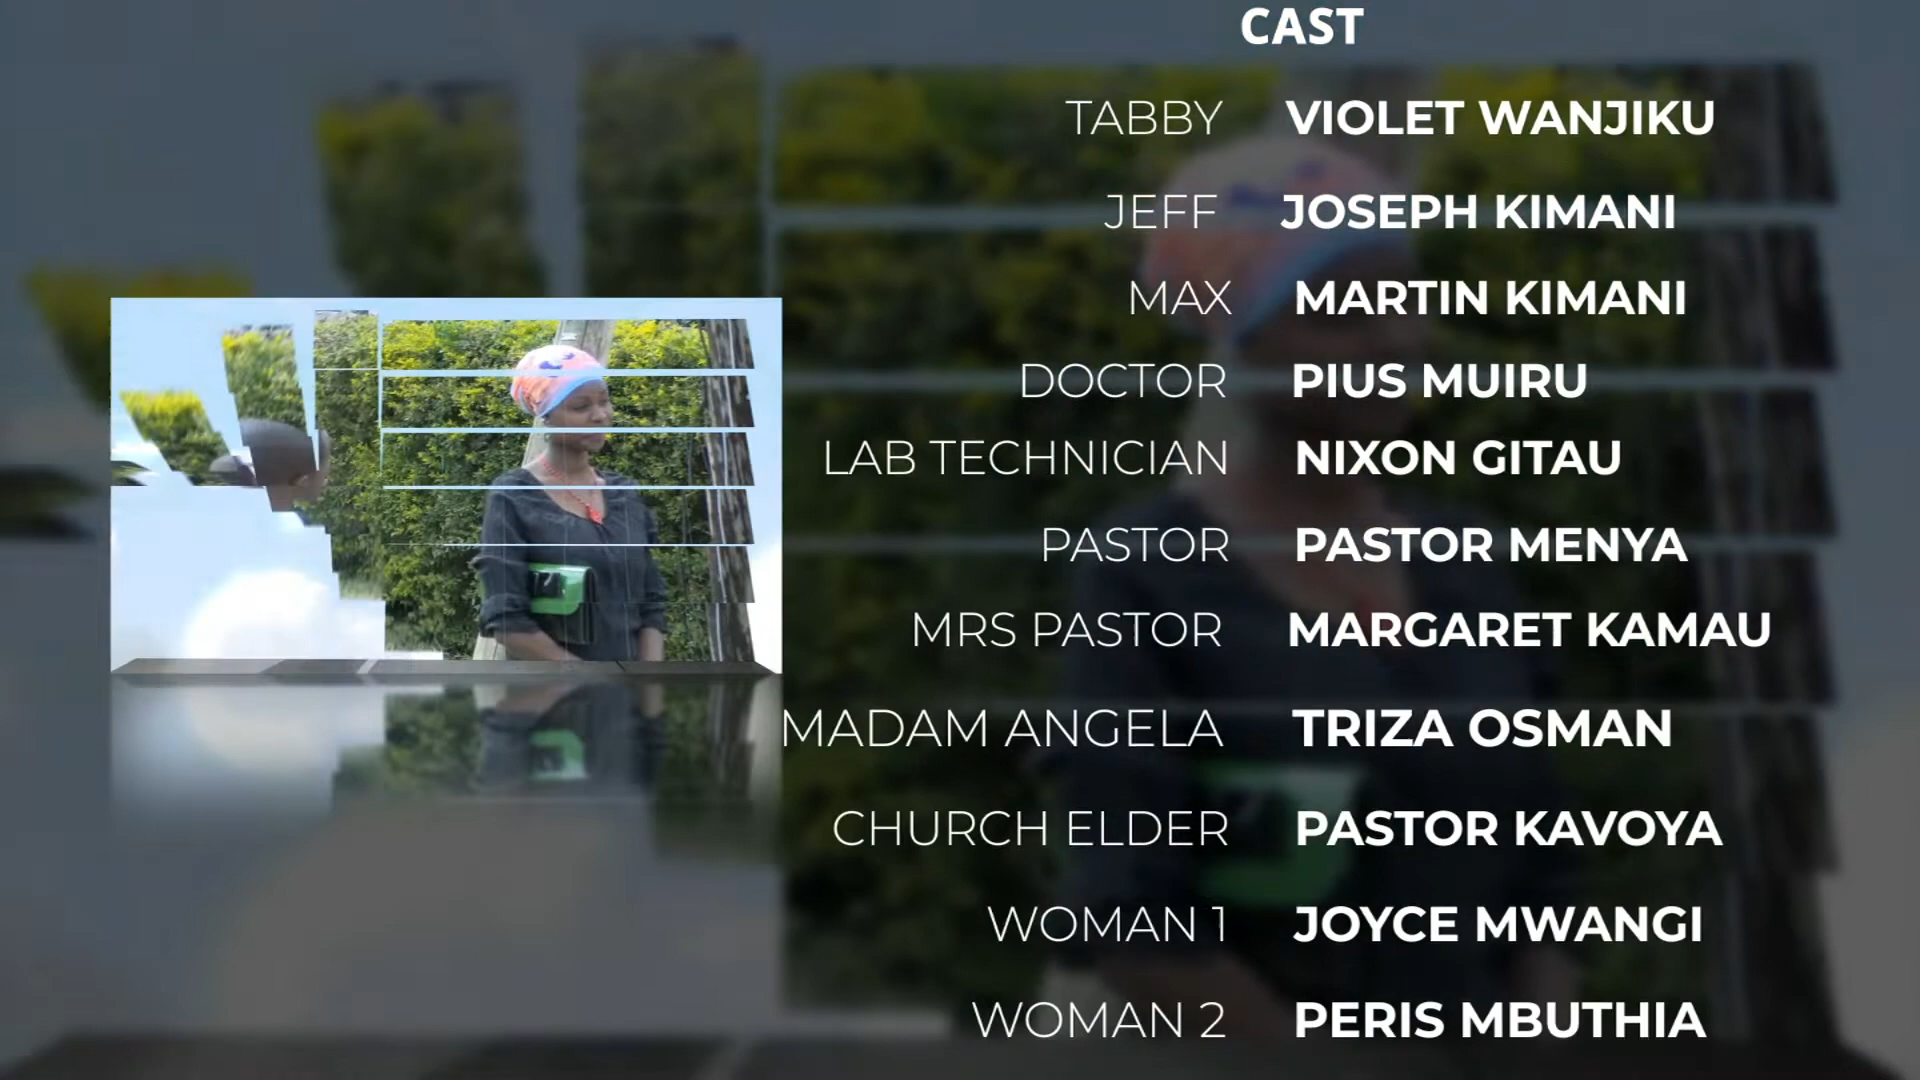 CAST
TABBY VIOLET WANJIKU
JEFF JOSEPH KIMANI
MAX MARTIN KIMANI
DOCTOR PIUS MUIRU
LAB TECHNICIAN NIXON GITAU
PASTOR PASTOR MENYA
MRS PASTOR MARGARET KAMAU
MADAM ANGELA TRIZA OSMAN
CHURCH ELDER PASTOR KAVOYA
WOMAN 1 JOYCE MWANGI
WOMAN 2 PERIS MBUTHIA